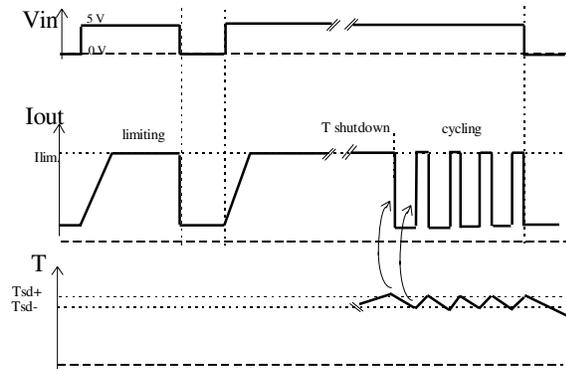 Vin
5 V
0 V
Iout
limiting
T shutdown
cycling
Ilim.
T
Tsd+
Tsd-